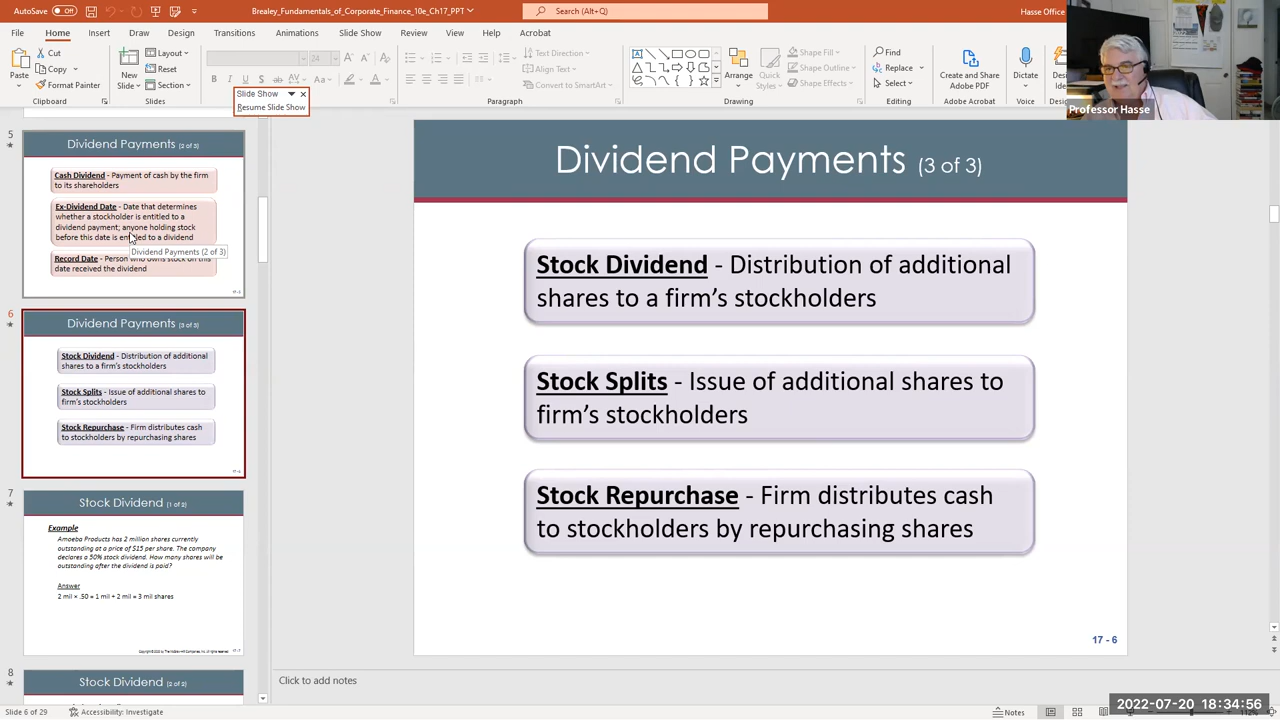 AutoSave Off
Brealey_Fundamentals_of_Corporate_Finance_10e_Ch17_PPT
Search (Alt+Q)
Hasse Office
File Home Insert Draw Design Transitions Animations Slide Show Review View Help Acrobat
Paste
Cut
Copy
Format Painter
Clipboard
New Slide
Layout
Reset
Section
Slides
24
Paragraph
Text Direction
Align Text
Convert to SmartArt
Arrange
Quick Styles
Shape Fill
Shape Outline
Shape Effects
Drawing
Find
Replace
Select
Editing
Create and Share Adobe PDF
Adobe Acrobat
Dictate
Voice
Professor Hasse
Slide Show
Resume Slide Show
5
Dividend Payments (2 of 3)
Cash Dividend - Payment of cash by the firm
to its shareholders
Ex-Dividend Date - Date that determines
whether a stockholder is entitled to a
dividend payment; anyone holding stock
before this date is entitled to a dividend
Dividend Payments (2 of 3)
Record Date - Person who owns stock on this
date received the dividend
17 - 5
6
Dividend Payments (3 of 3)
Stock Dividend - Distribution of additional
shares to a firm's stockholders
Stock Splits - Issue of additional shares to
firm's stockholders
Stock Repurchase - Firm distributes cash
to stockholders by repurchasing shares
17 - 6
7
Stock Dividend (1 of 2)
Example
Amoeba Products has 2 million shares currently
outstanding at a price of $15 per share. The company
declares a 50% stock dividend. How many shares will be
outstanding after the dividend is paid?
Answer
2 mil × .50 = 1 mil + 2 mil = 3 mil shares
8
Stock Dividend (2 of 2)
Dividend Payments (3 of 3)
Stock Dividend - Distribution of additional
shares to a firm's stockholders
Stock Splits - Issue of additional shares to
firm's stockholders
Stock Repurchase - Firm distributes cash
to stockholders by repurchasing shares
17 - 6
Click to add notes
Slide 6 of 29
Accessibility: Investigate
Notes
2022-07-20 18:34:56